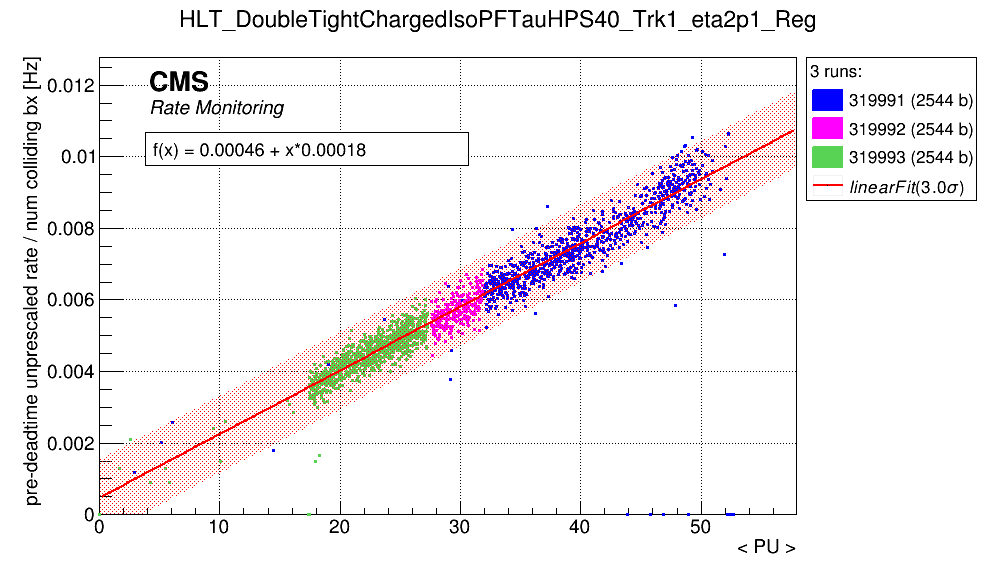 HLT_DoubleTightChargedIsoPFTauHPS40_Trk1_eta2p1_Reg
pre-deadtime unprescaled rate / num colliding bx [Hz]
CMS
Rate Monitoring
f(x) = 0.00046 + x*0.00018
0.012
0.01
0.008
0.006
0.004
0.002
0
0 10 20 30 40 50
< PU >
3 runs:
319991 (2544 b)
319992 (2544 b)
319993 (2544 b)
linearFit(3.0σ)